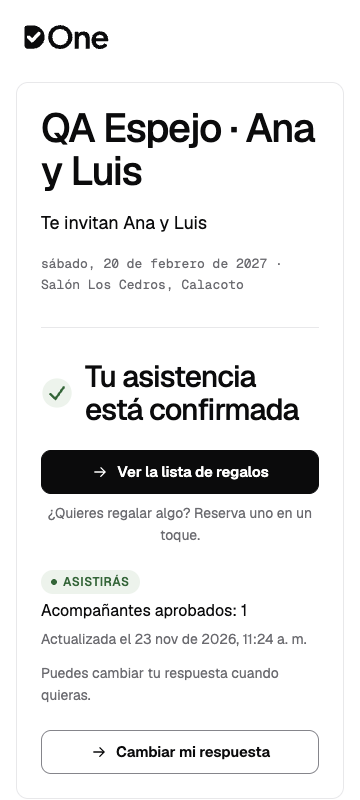 One
QA Espejo · Ana
y Luis
Te invitan Ana y Luis
sábado, 20 de febrero de 2027 ·
Salón Los Cedros, Calacoto
Tu asistencia
está confirmada
→ Ver la lista de regalos
¿Quieres regalar algo? Reserva uno en un
toque.
• ASISTIRÁS
Acompañantes aprobados: 1
Actualizada el 23 nov de 2026, 11:24 a. m.
Puedes cambiar tu respuesta cuando
quieras.
→ Cambiar mi respuesta